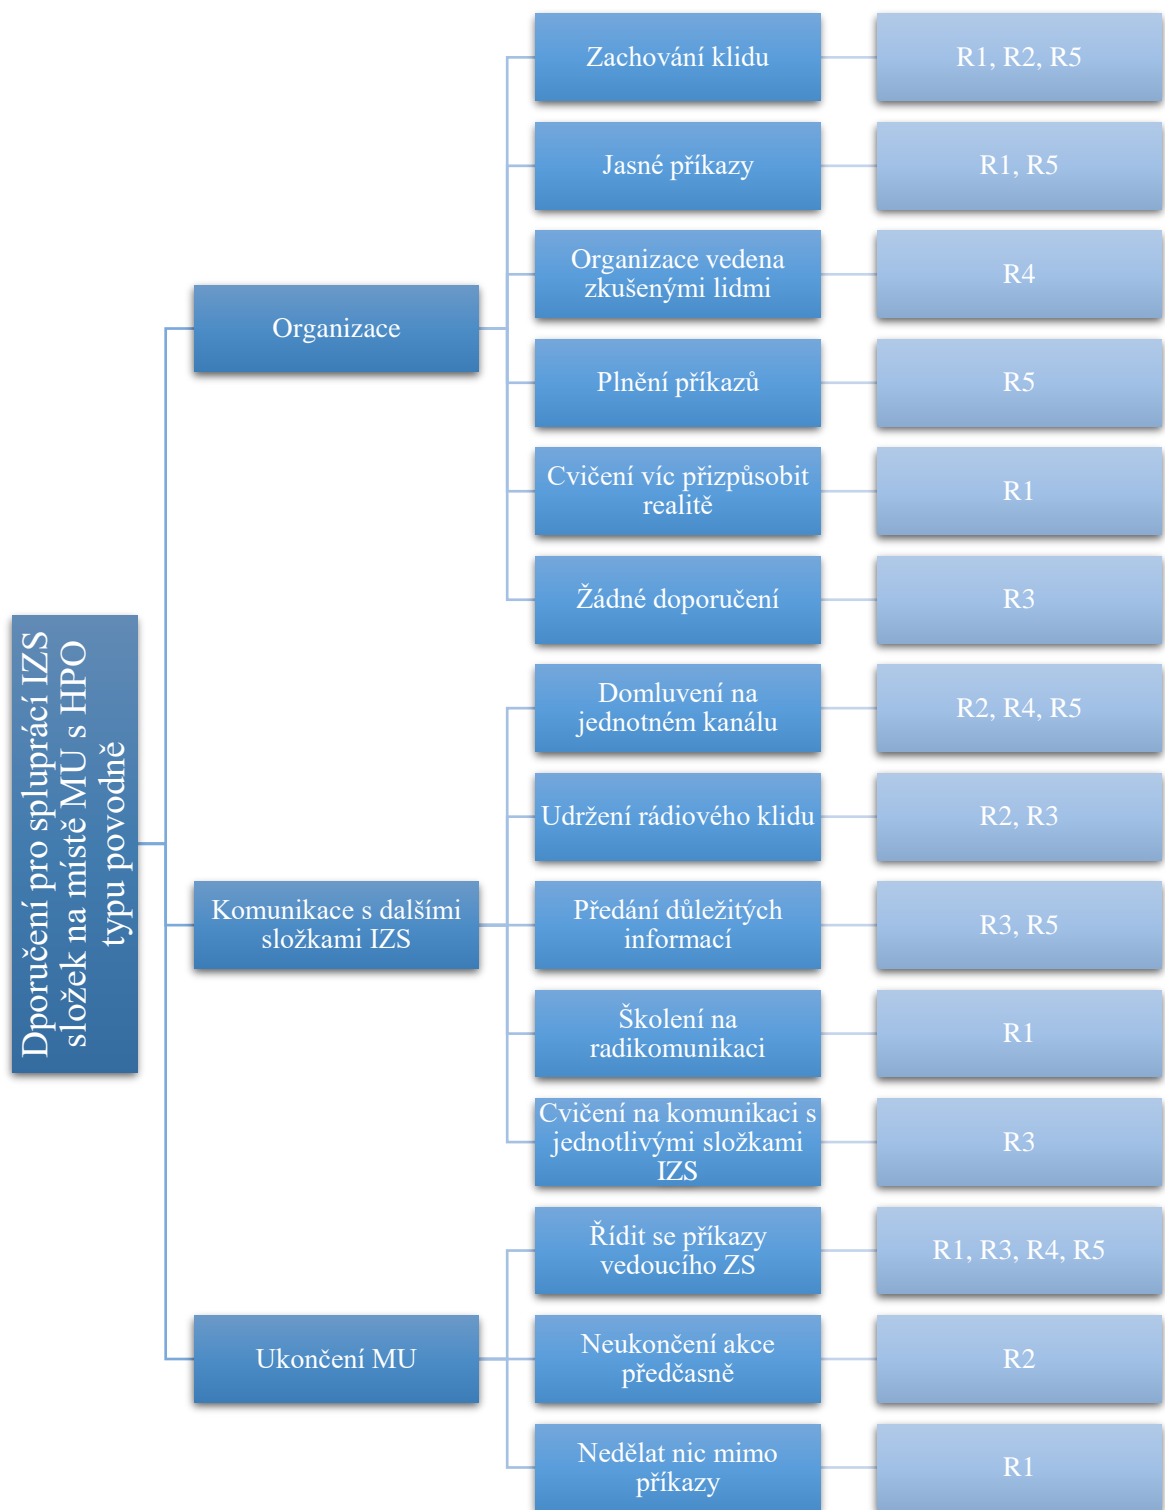 Dporučení pro spluprácí IZS
složek na místě MU s HPO
typu povodně
Organizace
Zachování klidu
R1, R2, R5
Jasné příkazy
R1, R5
Organizace vedena
zkušenými lidmi
R4
Plnění příkazů
R5
Cvičení víc přizpůsobit
realitě
R1
Žádné doporučení
R3
Komunikace s dalšími
složkami IZS
Domluvení na
jednotném kanálu
R2, R4, R5
Udržení rádiového klidu
R2, R3
Předání důležitých
informací
R3, R5
Školení na
radikomunikaci
R1
Cvičení na komunikaci s
jednotlivými složkami
IZS
R3
Ukončení MU
Řídit se příkazy
vedoucího ZS
R1, R3, R4, R5
Neukončení akce
předčasně
R2
Nedělat nic mimo
příkazy
R1